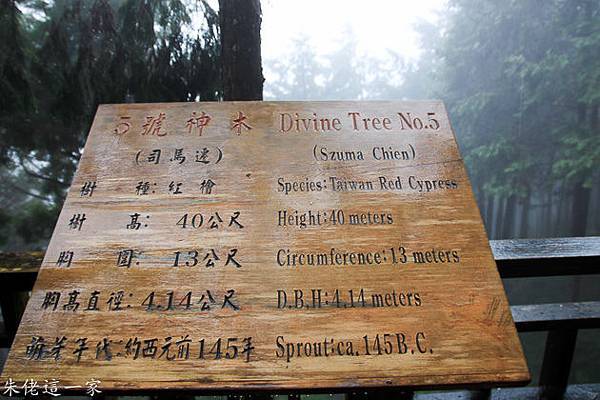 5號神木 Divine Tree No.5
(司馬遷) (Szuma Chien)
樹種:紅檜 Species:Taiwan Red Cypress
樹高: 40公尺 Height:40 meters
胸圍: 13公尺 Circumference:13 meters
胸高直徑:4.14公尺 D.B.H:4.14 meters
萌芽年代:約西元前145年 Sprout:ca.145B.C.
朱佬這一家